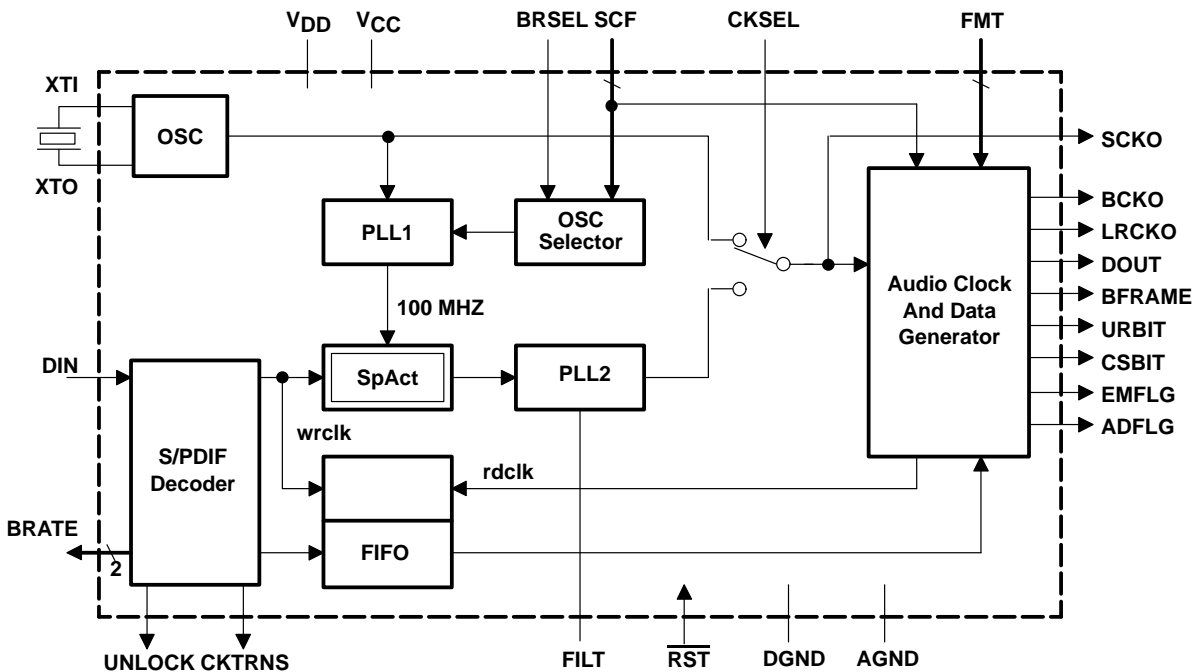 VDD
VCC
BRSEL SCF
CKSEL
FMT
XTI
OSC
XTO
SCKO
PLL1
OSC
Selector
BCKO
LRCKO
DOUT
BFRAME
URBIT
CSBIT
EMFLG
ADFLG
Audio Clock
And Data
Generator
100 MHZ
DIN
SpAct
PLL2
wrclk
S/PDIF
Decoder
rdclk
BRATE
2
FIFO
UNLOCK CKTRNS
FILT
RST
DGND
AGND